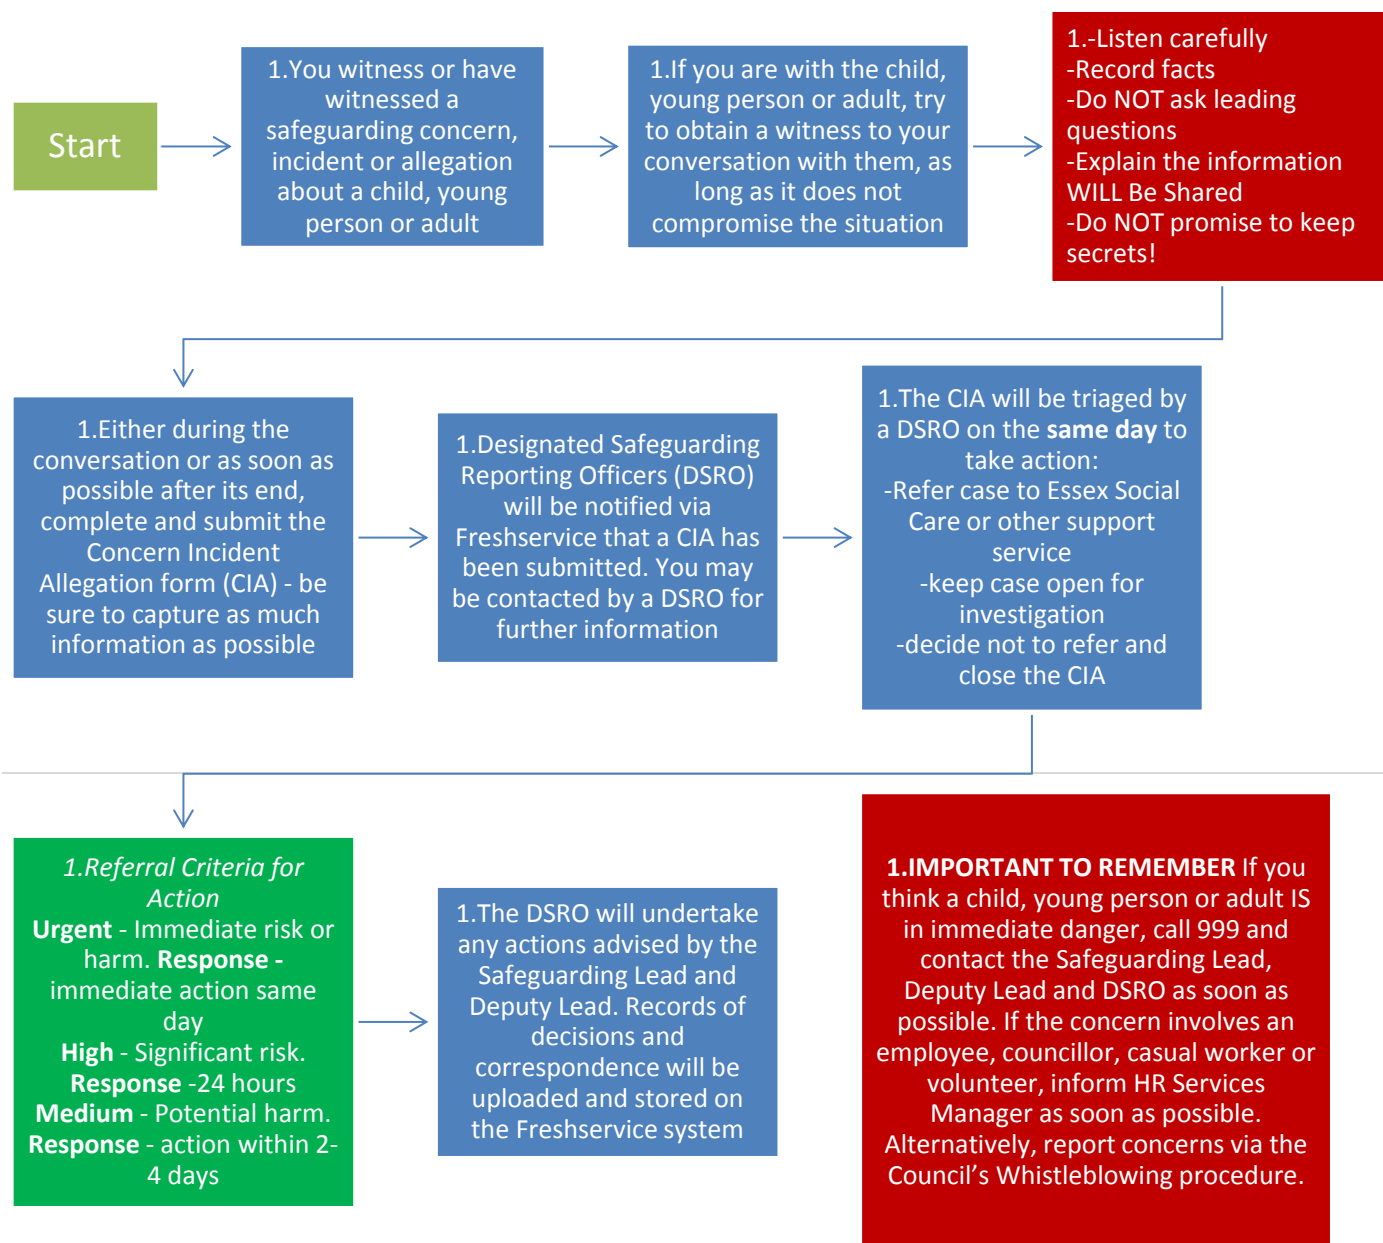 Start
1.You witness or have
witnessed a
safeguarding concern,
incident or allegation
about a child, young
person or adult
1.If you are with the child,
young person or adult, try
to obtain a witness to your
conversation with them, as
long as it does not
compromise the situation
1.-Listen carefully
-Record facts
-Do NOT ask leading
questions
-Explain the information
WILL Be Shared
-Do NOT promise to keep
secrets!
1.Either during the
conversation or as soon as
possible after its end,
complete and submit the
Concern Incident
Allegation form (CIA) - be
sure to capture as much
information as possible
1.Designated Safeguarding
Reporting Officers (DSRO)
will be notified via
Freshservice that a CIA has
been submitted. You may
be contacted by a DSRO for
further information
1.The CIA will be triaged by
a DSRO on the same day to
take action:
-Refer case to Essex Social
Care or other support
service
-keep case open for
investigation
-decide not to refer and
close the CIA
1.Referral Criteria for
Action
Urgent - Immediate risk or
harm. Response -
immediate action same
day
High - Significant risk.
Response -24 hours
Medium - Potential harm.
Response - action within 2-
4 days
1.The DSRO will undertake
any actions advised by the
Safeguarding Lead and
Deputy Lead. Records of
decisions and
correspondence will be
uploaded and stored on
the Freshservice system
1.IMPORTANT TO REMEMBER If you
think a child, young person or adult IS
in immediate danger, call 999 and
contact the Safeguarding Lead,
Deputy Lead and DSRO as soon as
possible. If the concern involves an
employee, councillor, casual worker or
volunteer, inform HR Services
Manager as soon as possible.
Alternatively, report concerns via the
Council’s Whistleblowing procedure.